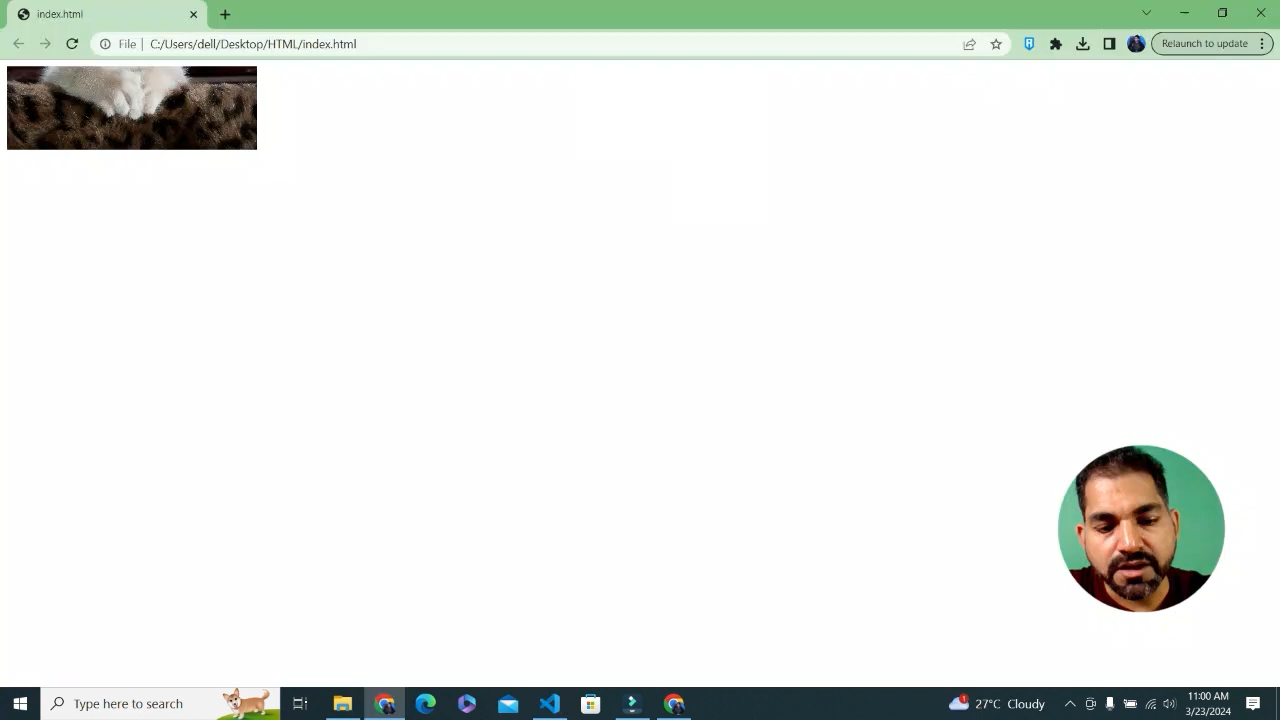 index.html
File
C:/Users/dell/Desktop/HTML/index.html
Relaunch to update
Type here to search
1
27°C Cloudy
11:00 AM
3/23/2024